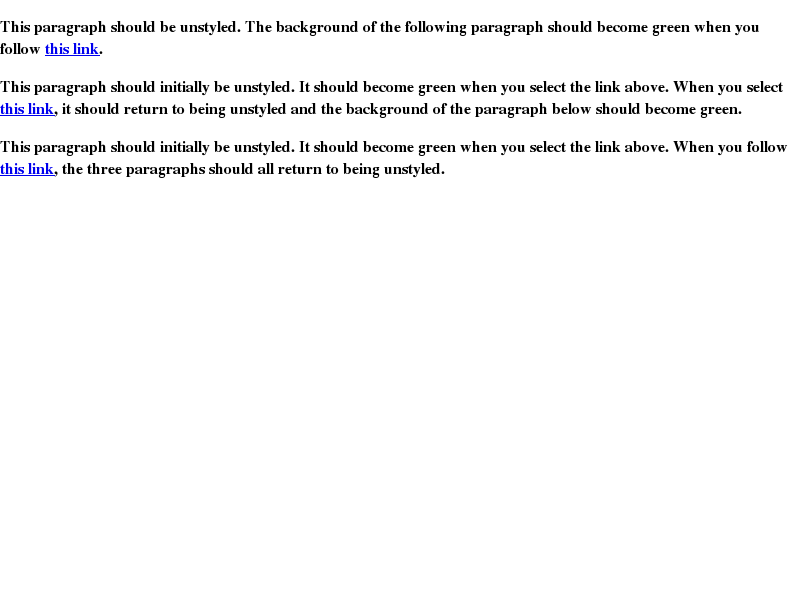 This paragraph should be unstyled. The background of the following paragraph should become green when you
follow this link.
This paragraph should initially be unstyled. It should become green when you select the link above. When you select
this link, it should return to being unstyled and the background of the paragraph below should become green.
This paragraph should initially be unstyled. It should become green when you select the link above. When you follow
this link, the three paragraphs should all return to being unstyled.